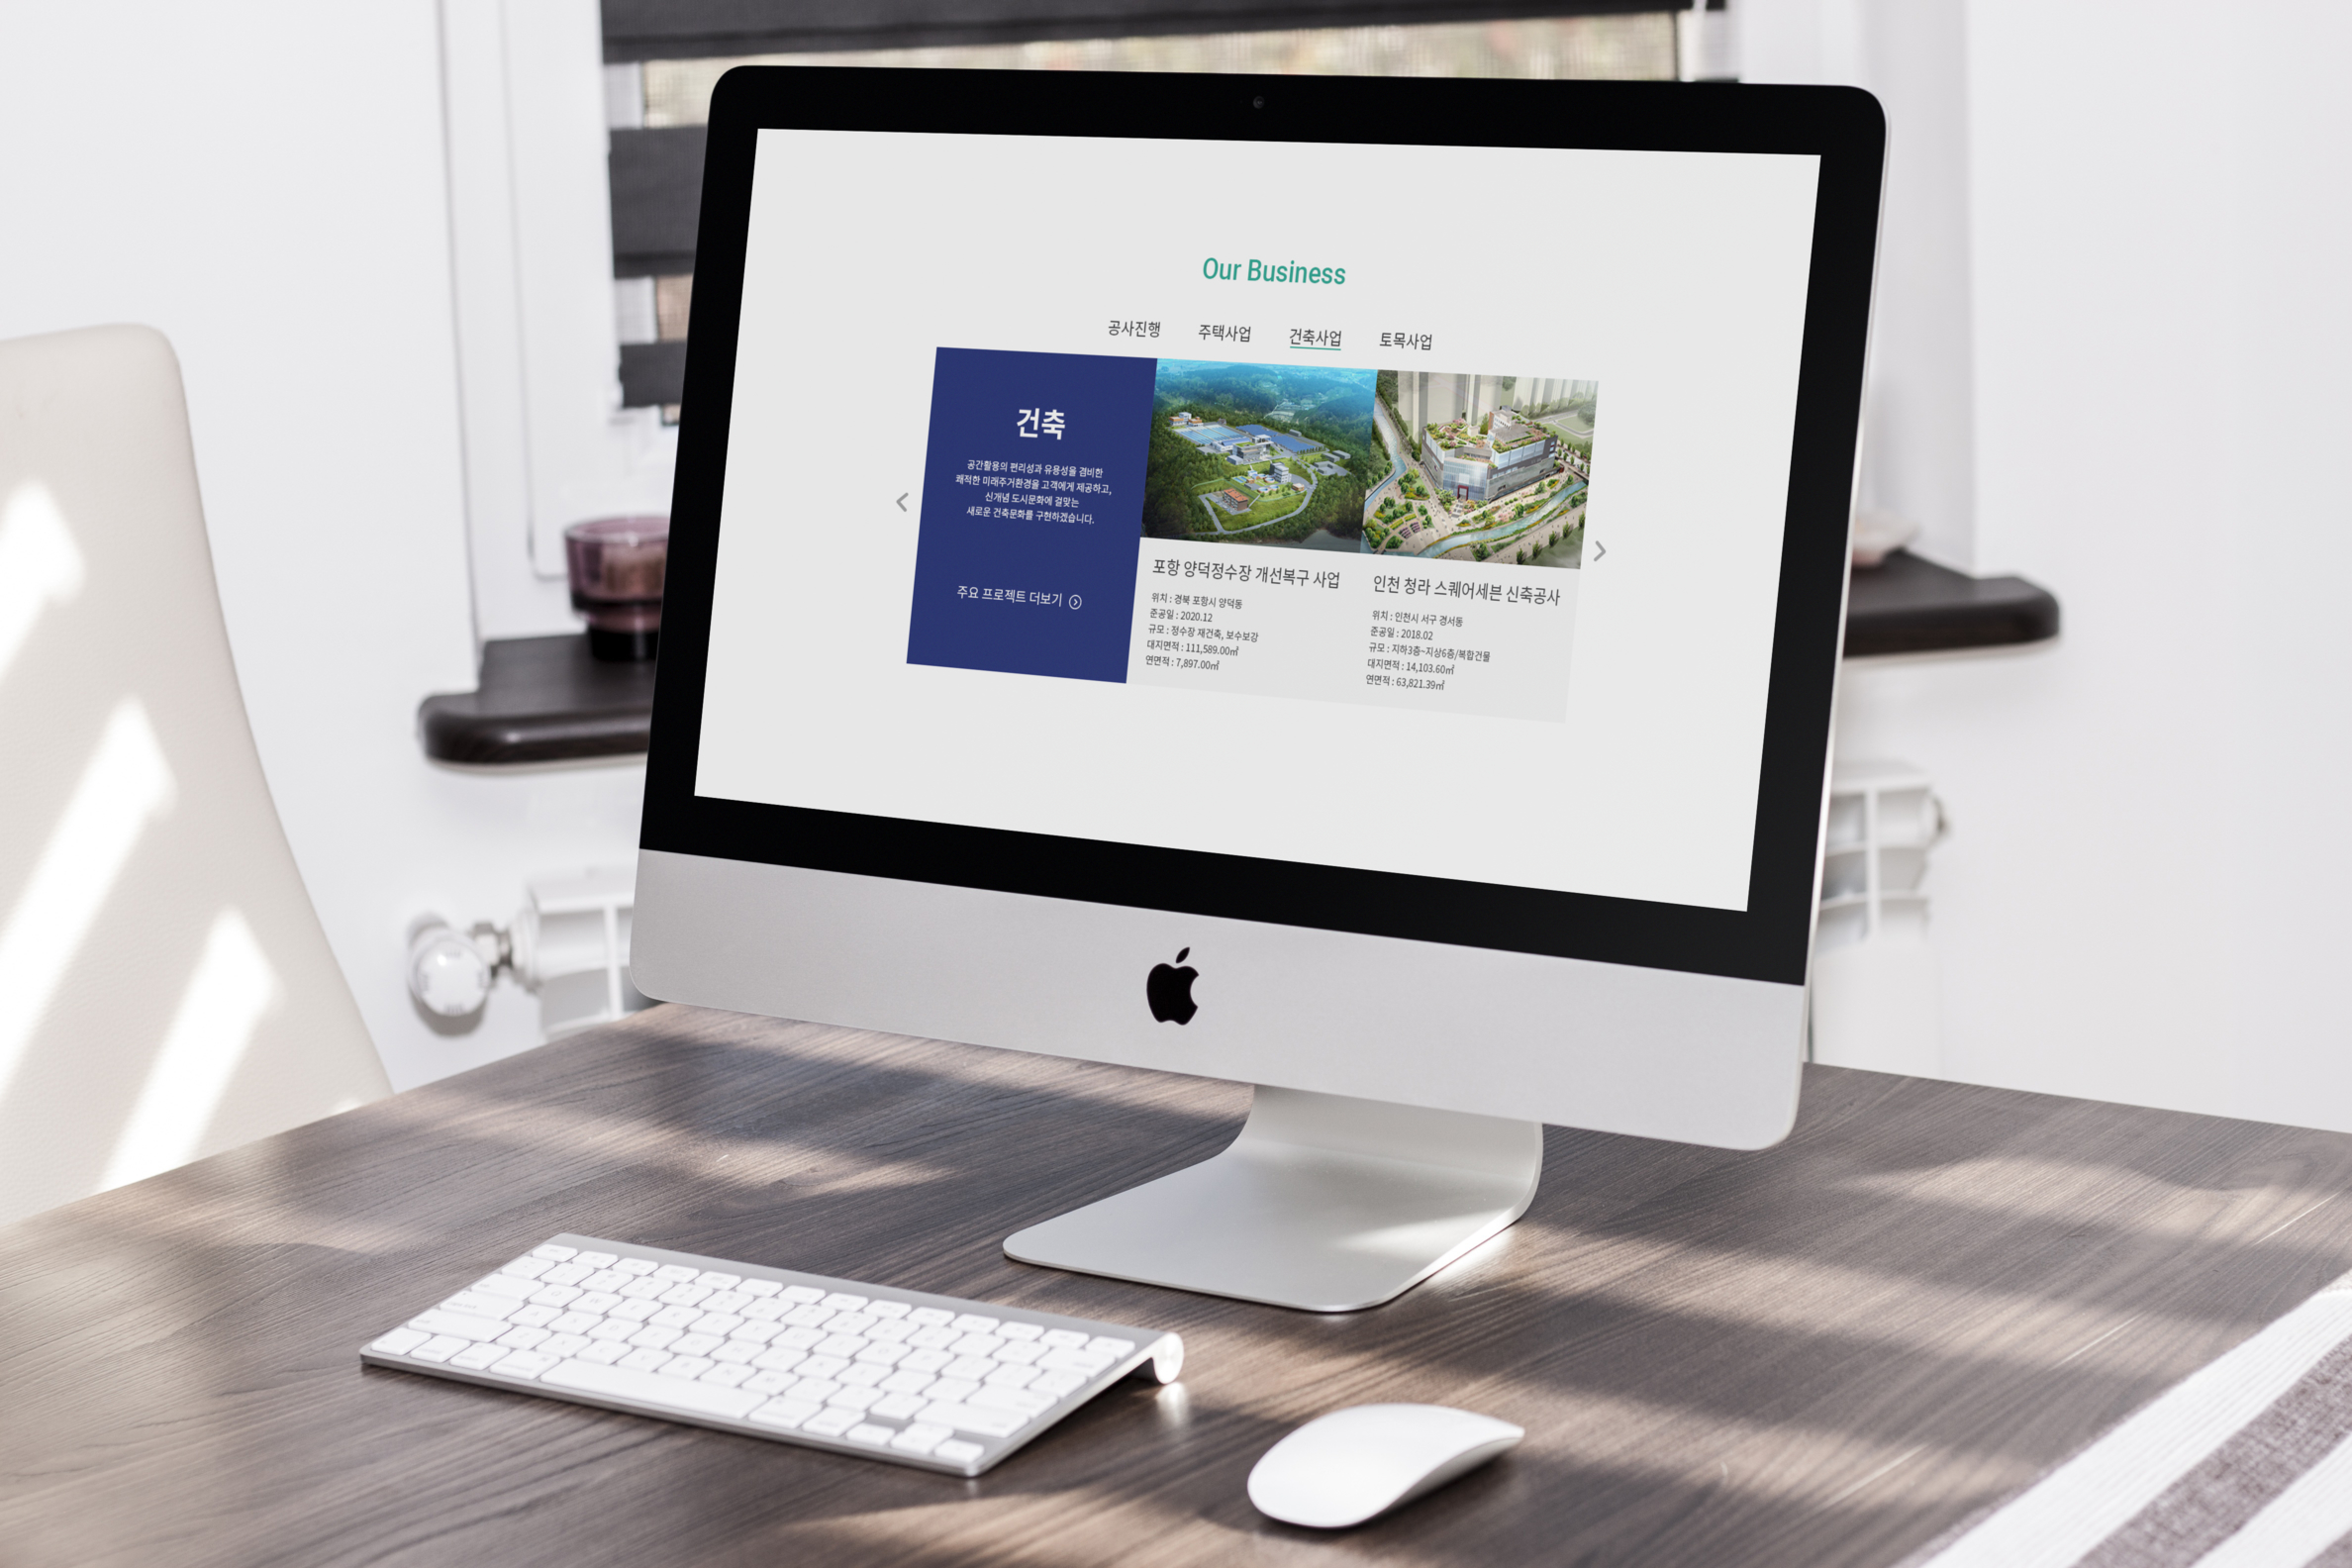 Our Business
공사진행
주택사업
건축사업
토목사업
건축
공간활용의 편리성과 유용성을 겸비한
쾌적한 미래주거환경을 고객에게 제공하고,
신개념 도시문화에 걸맞는
새로운 건축문화를 구현하겠습니다.
주요 프로젝트 더보기
포항 양덕정수장 개선복구 사업
위치 : 경북 포항시 양덕동
준공일 : 2020.12
규모 : 정수장 재건축, 보수보강
대지면적 : 111,589.00㎡
연면적 : 7,897.00㎡
인천 청라 스퀘어세븐 신축공사
위치 : 인천시 서구 경서동
준공일 : 2018.02
규모 : 지하3층~지상6층/복합건물
대지면적 : 14,103.60㎡
연면적 : 63,821.39㎡